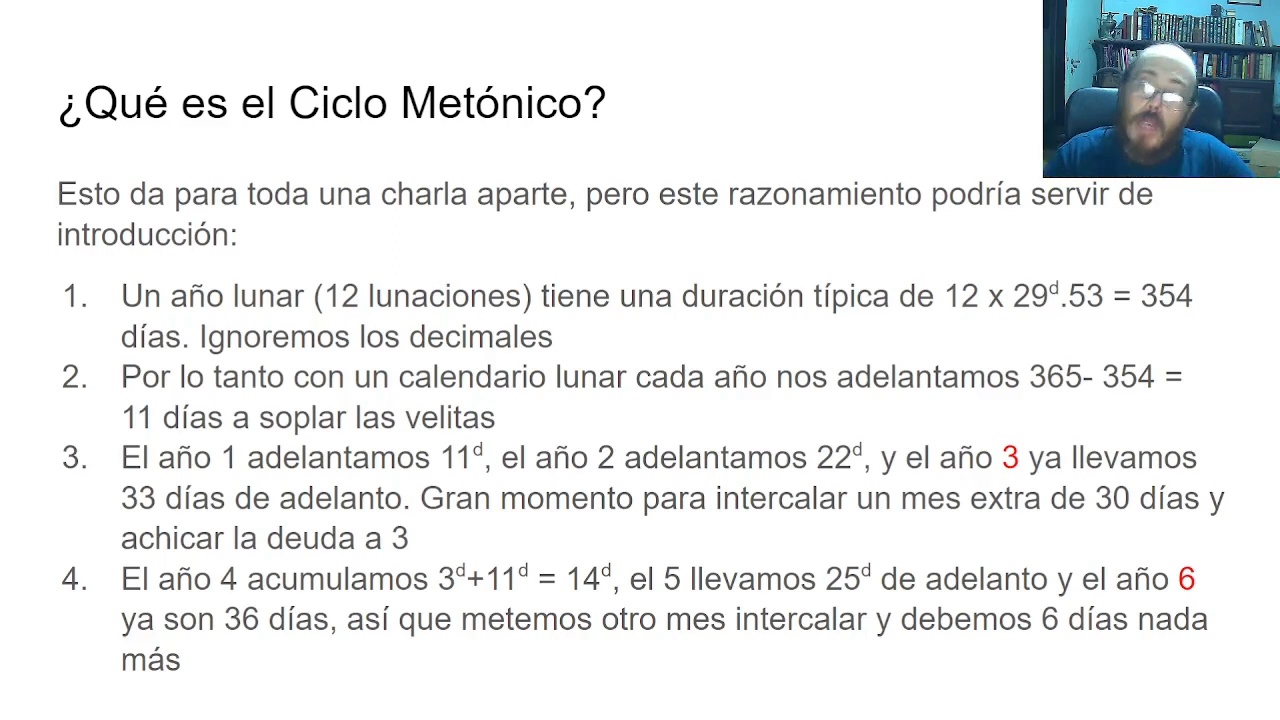 ¿Qué es el Ciclo Metónico?
Esto da para toda una charla aparte, pero este razonamiento podría servir de
introducción:
1. Un año lunar (12 lunaciones) tiene una duración típica de 12 x 29ᵈ.53 = 354
días. Ignoremos los decimales
2. Por lo tanto con un calendario lunar cada año nos adelantamos 365- 354 =
11 días a soplar las velitas
3. El año 1 adelantamos 11ᵈ, el año 2 adelantamos 22ᵈ, y el año 3 ya llevamos
33 días de adelanto. Gran momento para intercalar un mes extra de 30 días y
achicar la deuda a 3
4. El año 4 acumulamos 3ᵈ+11ᵈ = 14ᵈ, el 5 llevamos 25ᵈ de adelanto y el año 6
ya son 36 días, así que metemos otro mes intercalar y debemos 6 días nada
más